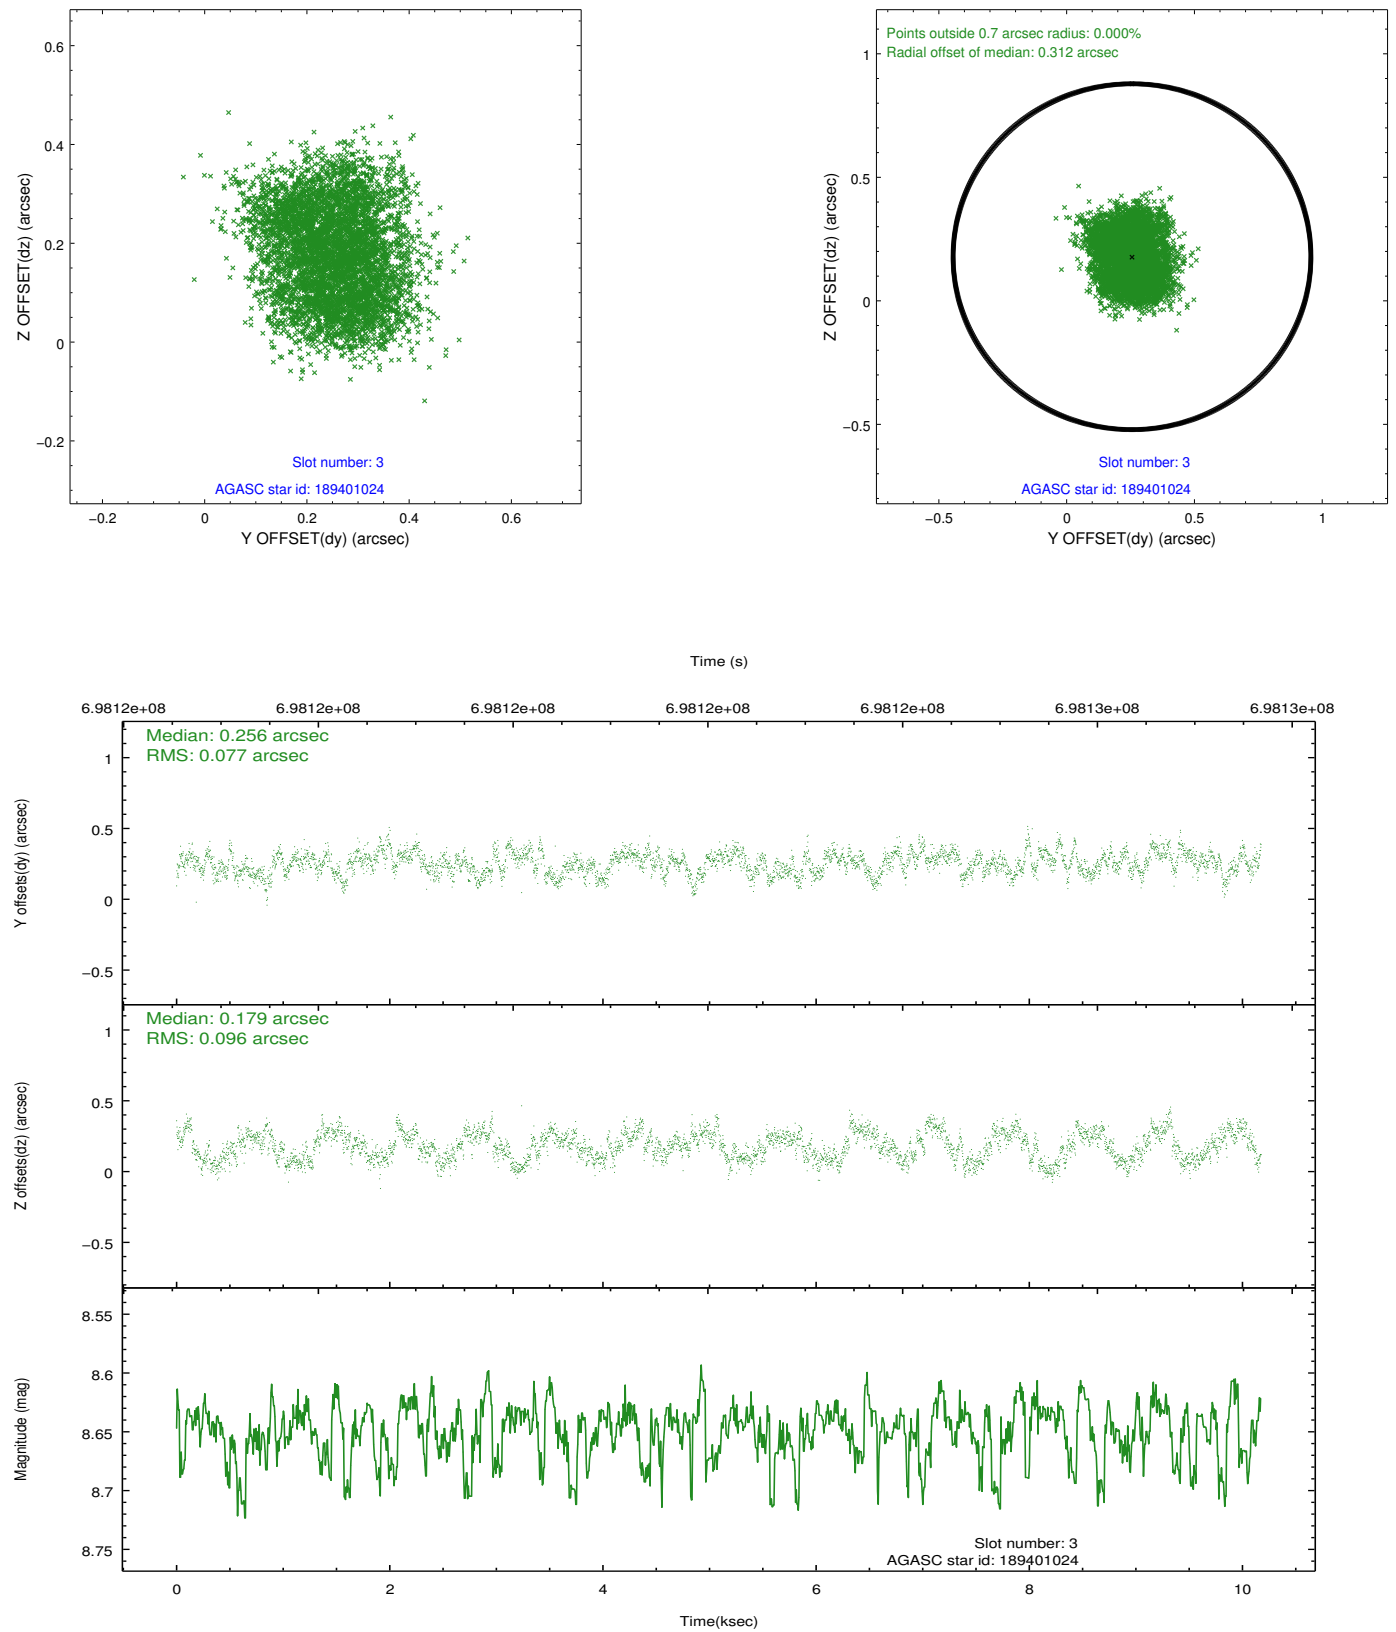 0.6
0.4
0.2
0
−0.2
Z OFFSET(dz) (arcsec)
Slot number: 3
AGASC star id: 189401024
−0.2 0 0.2 0.4 0.6
Y OFFSET(dy) (arcsec)
Points outside 0.7 arcsec radius: 0.000%
Radial offset of median: 0.312 arcsec
1
0.5
0
−0.5
Z OFFSET(dz) (arcsec)
Slot number: 3
AGASC star id: 189401024
−0.5 0 0.5 1
Y OFFSET(dy) (arcsec)
Time (s)
6.9812e+08 6.9812e+08 6.9812e+08 6.9812e+08 6.9812e+08 6.9813e+08 6.9813e+08
Median: 0.256 arcsec
RMS: 0.077 arcsec
1
0.5
0
−0.5
Y offsets(dy) (arcsec)
Median: 0.179 arcsec
RMS: 0.096 arcsec
1
0.5
0
−0.5
Z offsets(dz) (arcsec)
8.55
8.6
8.65
8.7
8.75
Magnitude (mag)
Slot number: 3
AGASC star id: 189401024
0 2 4 6 8 10
Time(ksec)